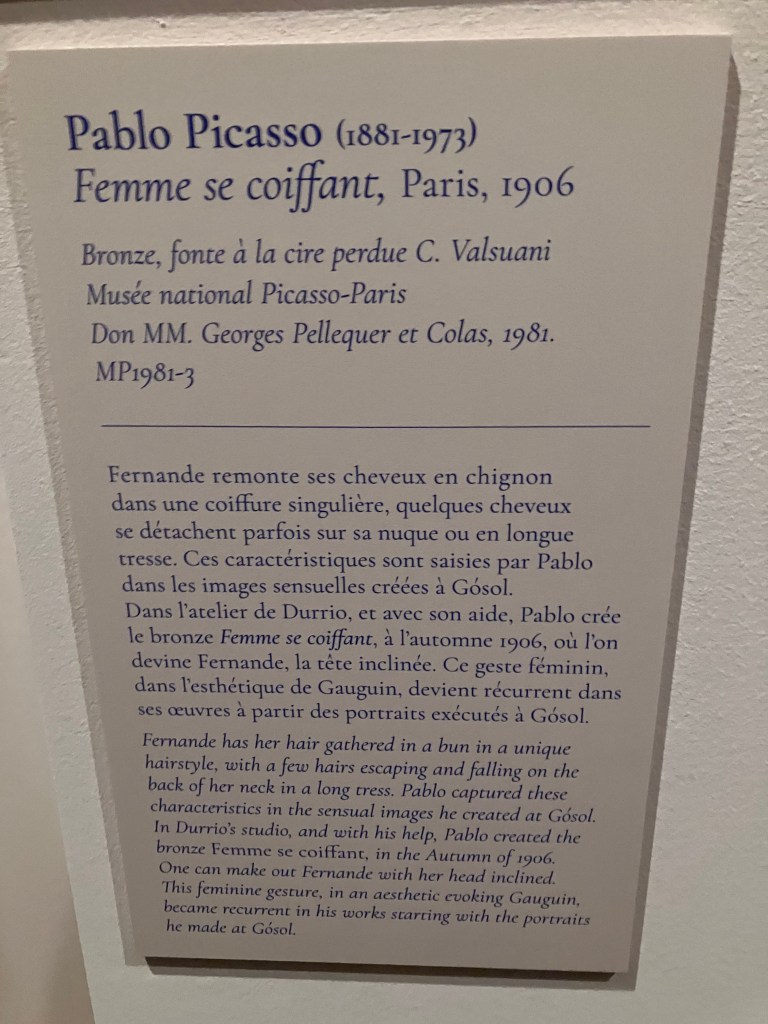 Pablo Picasso (1881-1973)
Femme se coiffant, Paris, 1906
Bronze, fonte à la cire perdue C. Valsuani
Musée national Picasso-Paris
Don MM. Georges Pellequer et Colas, 1981.
MP1981-3
Fernande remonte ses cheveux en chignon
dans une coiffure singulière, quelques cheveux
se détachent parfois sur sa nuque ou en longue
tresse. Ces caractéristiques sont saisies par Pablo
dans les images sensuelles créées à Gósol.
Dans l'atelier de Durrio, et avec son aide, Pablo crée
le bronze Femme se coiffant, à l'automne 1906, où l'on
devine Fernande, la tête inclinée. Ce geste féminin,
dans l'esthétique de Gauguin, devient récurrent dans
ses œuvres à partir des portraits exécutés à Gósol.
Fernande has her hair gathered in a bun in a unique
hairstyle, with a few hairs escaping and falling on the
back of her neck in a long tress. Pablo captured these
characteristics in the sensual images he created at Gósol.
In Durrio's studio, and with his help, Pablo created the
bronze Femme se coiffant, in the Autumn of 1906.
One can make out Fernande with her head inclined.
This feminine gesture, in an aesthetic evoking Gauguin,
became recurrent in his works starting with the portraits
he made at Gósol.